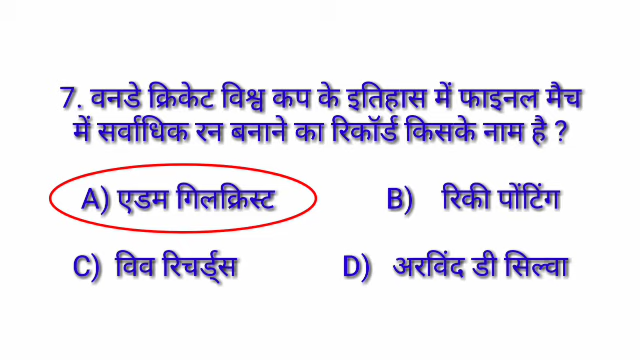 7. वनडे क्रिकेट विश्व कप के इतिहास में फाइनल मैच
में सर्वाधिक रन बनाने का रिकॉर्ड किसके नाम है ?
A) एडम गिलक्रिस्ट B) रिकी पोंटिंग
C) विव रिचर्ड्स D) अरविंद डी सिल्वा